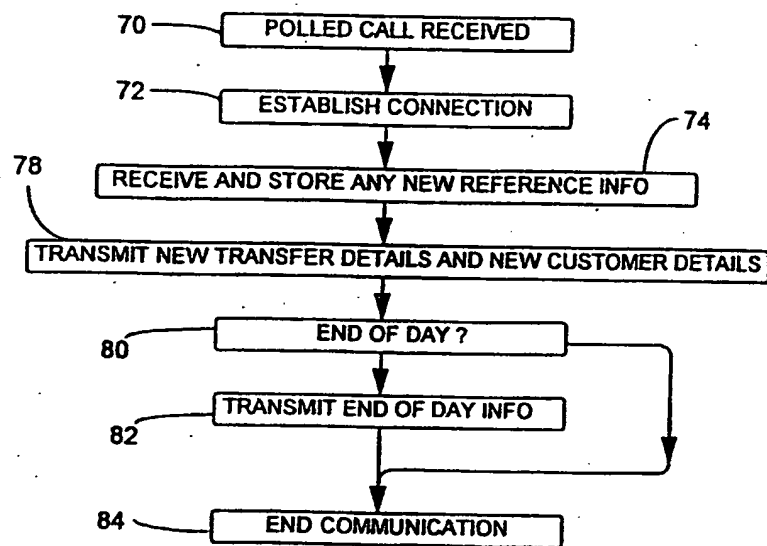 70
POLLED CALL RECEIVED
72
ESTABLISH CONNECTION
74
RECEIVE AND STORE ANY NEW REFERENCE INFO
78
TRANSMIT NEW TRANSFER DETAILS AND NEW CUSTOMER DETAILS
80
END OF DAY ?
82
TRANSMIT END OF DAY INFO
84
END COMMUNICATION